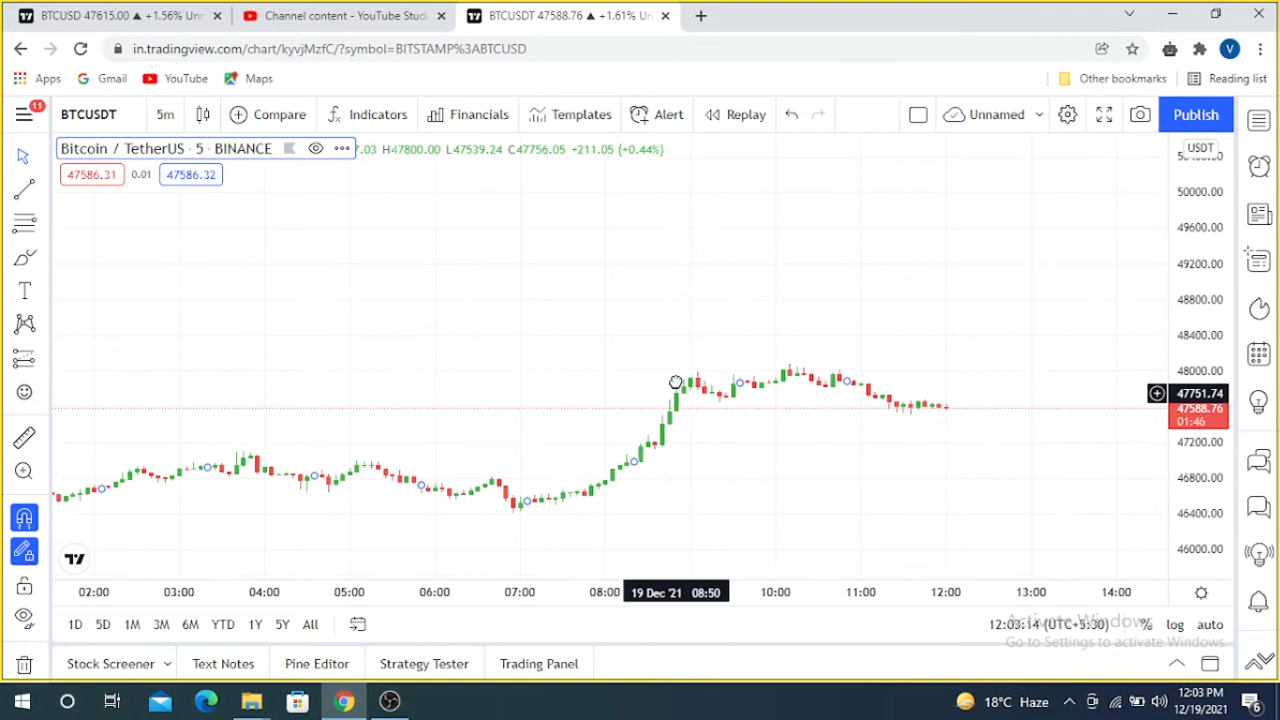 BTCUSDT 47615.00 ▲ +1.56% Unn
Channel content - YouTube Studio
BTCUSDT 47588.76 ▲ +1.61% Un
in.tradingview.com/chart/kyvjMzfC/?symbol=BITSTAMP%3ABTCUSD
V
Apps Gmail YouTube Maps Other bookmarks Reading list
11
BTCUSDT 5m Compare Indicators Financials Templates Alert Replay Unnamed Publish
Bitcoin / TetherUS · 5 · BINANCE 7.03 H47800.00 L47539.24 C47756.05 +211.05 (+0.44%)
USDT
47586.31 0.01 47586.32
50000.00
49600.00
49200.00
48800.00
48400.00
48000.00
47751.74
47588.76
01:46
47200.00
46800.00
46400.00
46000.00
02:00 03:00 04:00 05:00 06:00 07:00 08:00 19 Dec '21 08:50 10:00 11:00 12:00 13:00 14:00
1D 5D 1M 3M 6M YTD 1Y 5Y All 12:03:14 (UTC+5:30) % log auto
Activate Windows
Go to Settings to activate Windows.
Stock Screener Text Notes Pine Editor Strategy Tester Trading Panel
18°C Haze 12:03 PM
12/19/2021 6